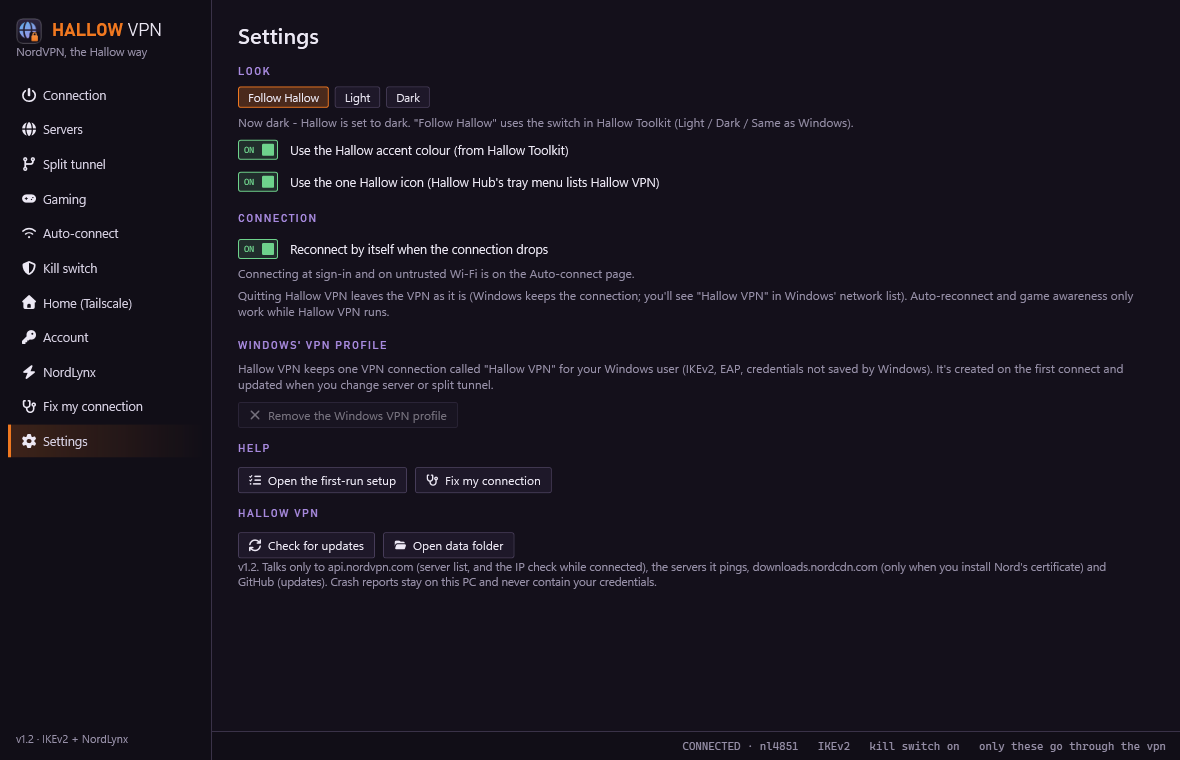 HALLOW VPN
NordVPN, the Hallow way
Connection
Servers
Split tunnel
Gaming
Auto-connect
Kill switch
Home (Tailscale)
Account
NordLynx
Fix my connection
Settings
v1.2 · IKEv2 + NordLynx
Settings
LOOK
Follow Hallow
Light
Dark
Now dark - Hallow is set to dark. "Follow Hallow" uses the switch in Hallow Toolkit (Light / Dark / Same as Windows).
ON Use the Hallow accent colour (from Hallow Toolkit)
ON Use the one Hallow icon (Hallow Hub's tray menu lists Hallow VPN)
CONNECTION
ON Reconnect by itself when the connection drops
Connecting at sign-in and on untrusted Wi-Fi is on the Auto-connect page.
Quitting Hallow VPN leaves the VPN as it is (Windows keeps the connection; you'll see "Hallow VPN" in Windows' network list). Auto-reconnect and game awareness only
work while Hallow VPN runs.
WINDOWS' VPN PROFILE
Hallow VPN keeps one VPN connection called "Hallow VPN" for your Windows user (IKEv2, EAP, credentials not saved by Windows). It's created on the first connect and
updated when you change server or split tunnel.
Remove the Windows VPN profile
HELP
Open the first-run setup
Fix my connection
HALLOW VPN
Check for updates
Open data folder
v1.2. Talks only to api.nordvpn.com (server list, and the IP check while connected), the servers it pings, downloads.nordcdn.com (only when you install Nord's certificate) and
GitHub (updates). Crash reports stay on this PC and never contain your credentials.
CONNECTED · nl4851 IKEv2 kill switch on only these go through the vpn